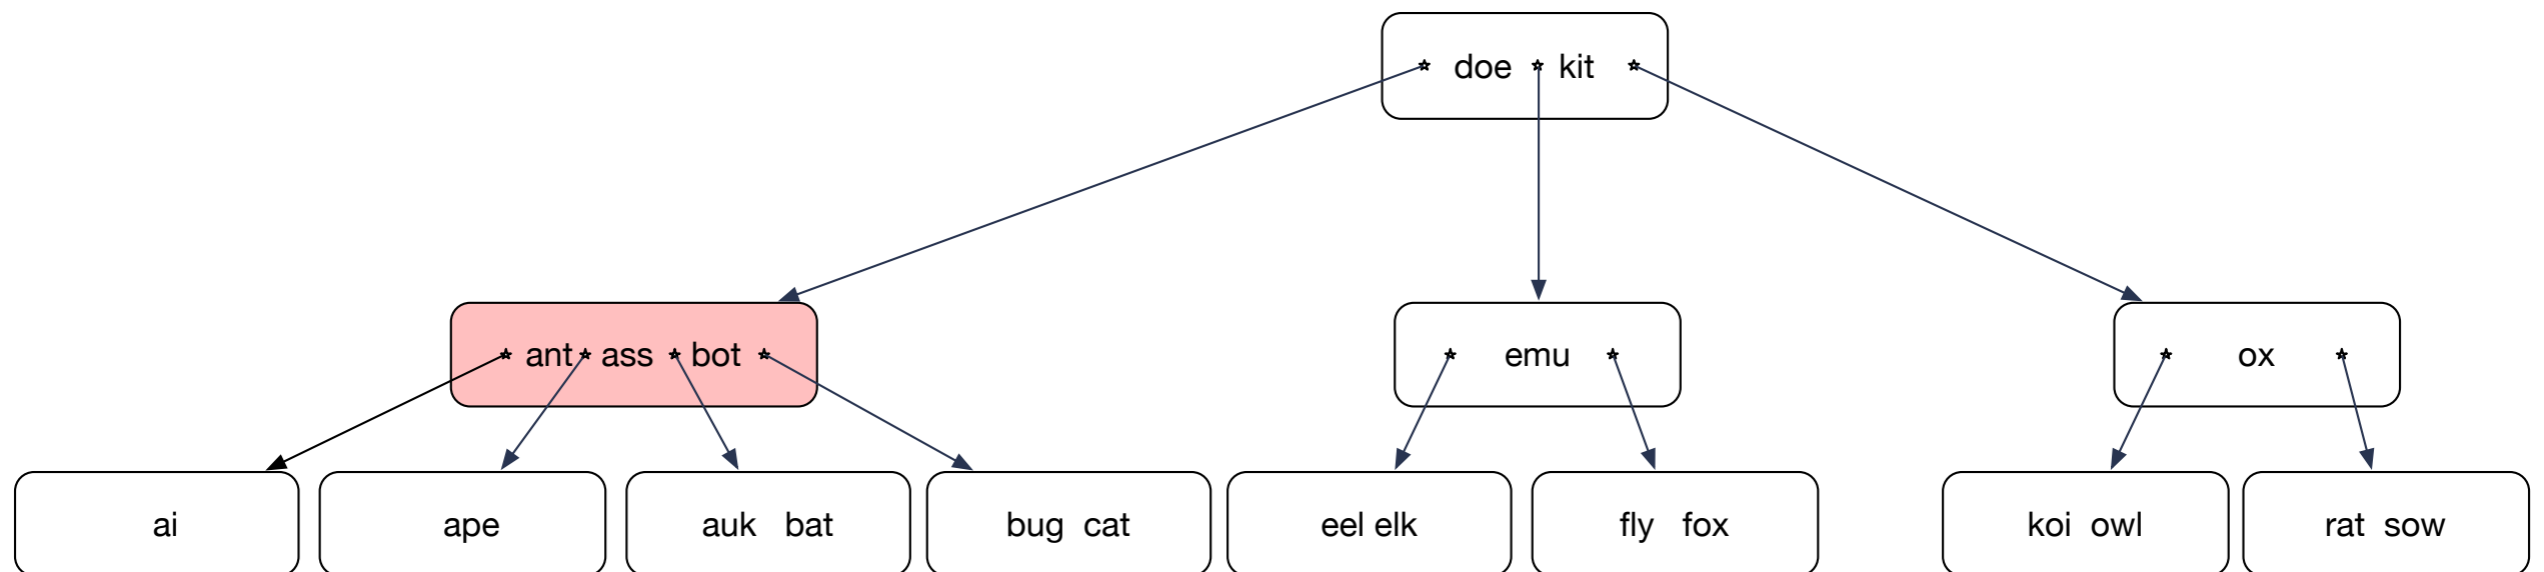 doe kit
ant ass bot
emu
ox
ai
ape
auk bat
bug cat
eel elk
fly fox
koi owl
rat sow